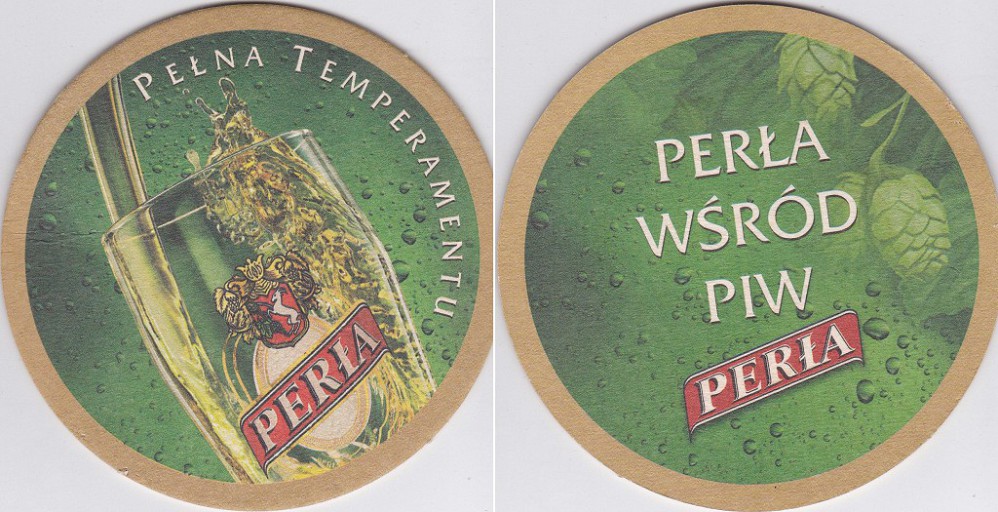 PEŁNA TEMPERAMENTU
PERŁA
PERŁA
WŚRÓD
PIW
PERŁA